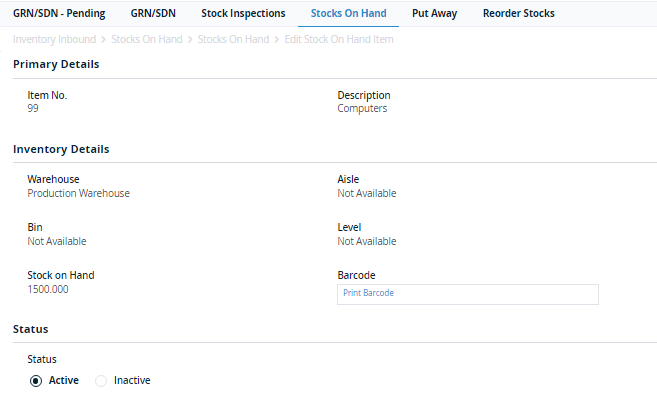 GRN/SDN - Pending GRN/SDN Stock Inspections Stocks On Hand Put Away Reorder Stocks
Inventory Inbound > Stocks On Hand > Stocks On Hand > Edit Stock On Hand Item
Primary Details
Item No. Description
99 Computers
Inventory Details
Warehouse Aisle
Production Warehouse Not Available
Bin Level
Not Available Not Available
Stock on Hand Barcode
1500.000 Print Barcode
Status
Status
Active Inactive